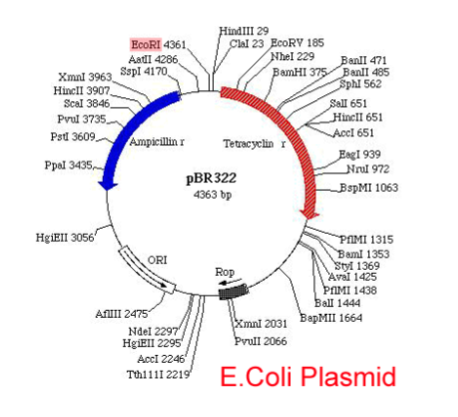 HindIII 29
EcoRI 4361
ClaI 23
AatII 4286
EcoRV 185
SspI 4170
NheI 229
BanII 471
BamHI 375
BanII 485
XmnI 3963
SphI 562
HincII 3907
SalI 651
ScaI 3846
HincII 651
PvuI 3735
AccI 651
PstI 3609
Ampicillin r
Tetracyclin r
EagI 939
PpaI 3435
NruI 972
pBR322
BspMI 1063
4363 bp
HgiEII 3056
PflMI 1315
BamI 1353
StyI 1369
ORI
AvaI 1425
Rop
PflMI 1438
BalI 1444
AflIII 2475
BapMII 1664
NdeI 2297
XmnI 2031
HgiEII 2295
PvuII 2066
AccI 2246
Tth111I 2219
E.Coli Plasmid